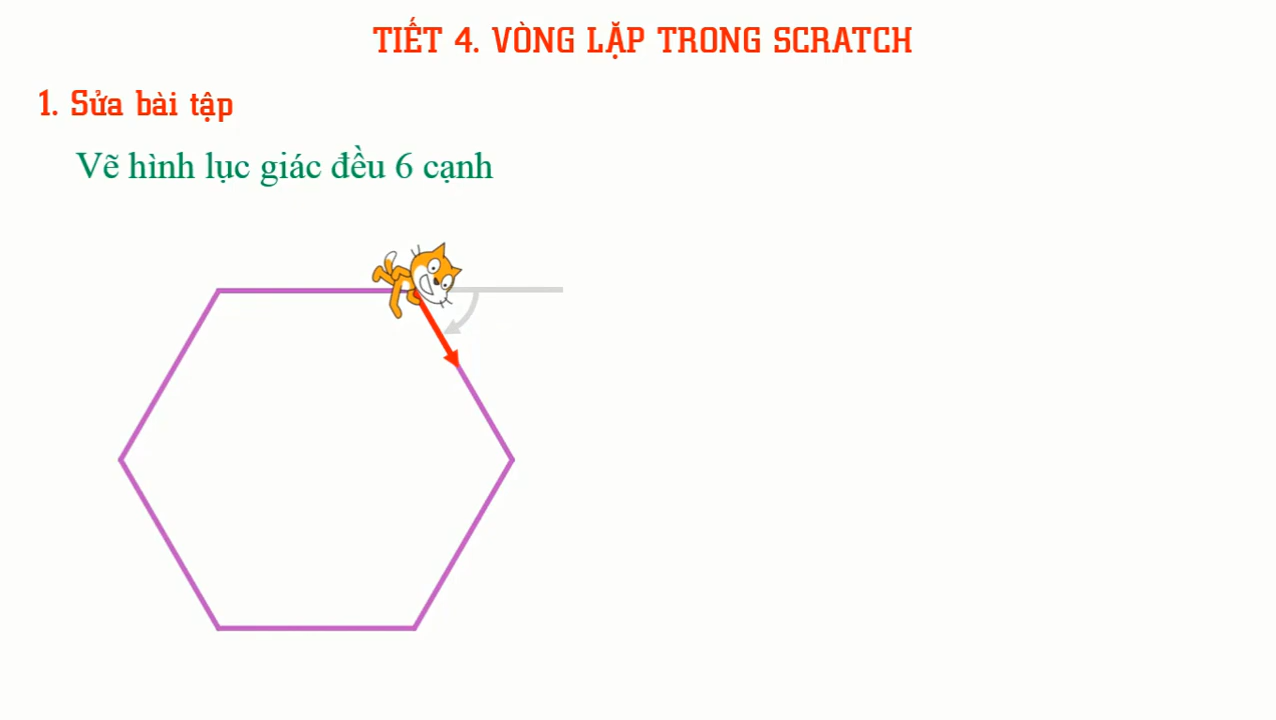 TIẾT 4. VÒNG LẶP TRONG SCRATCH
1. Sửa bài tập
Vẽ hình lục giác đều 6 cạnh